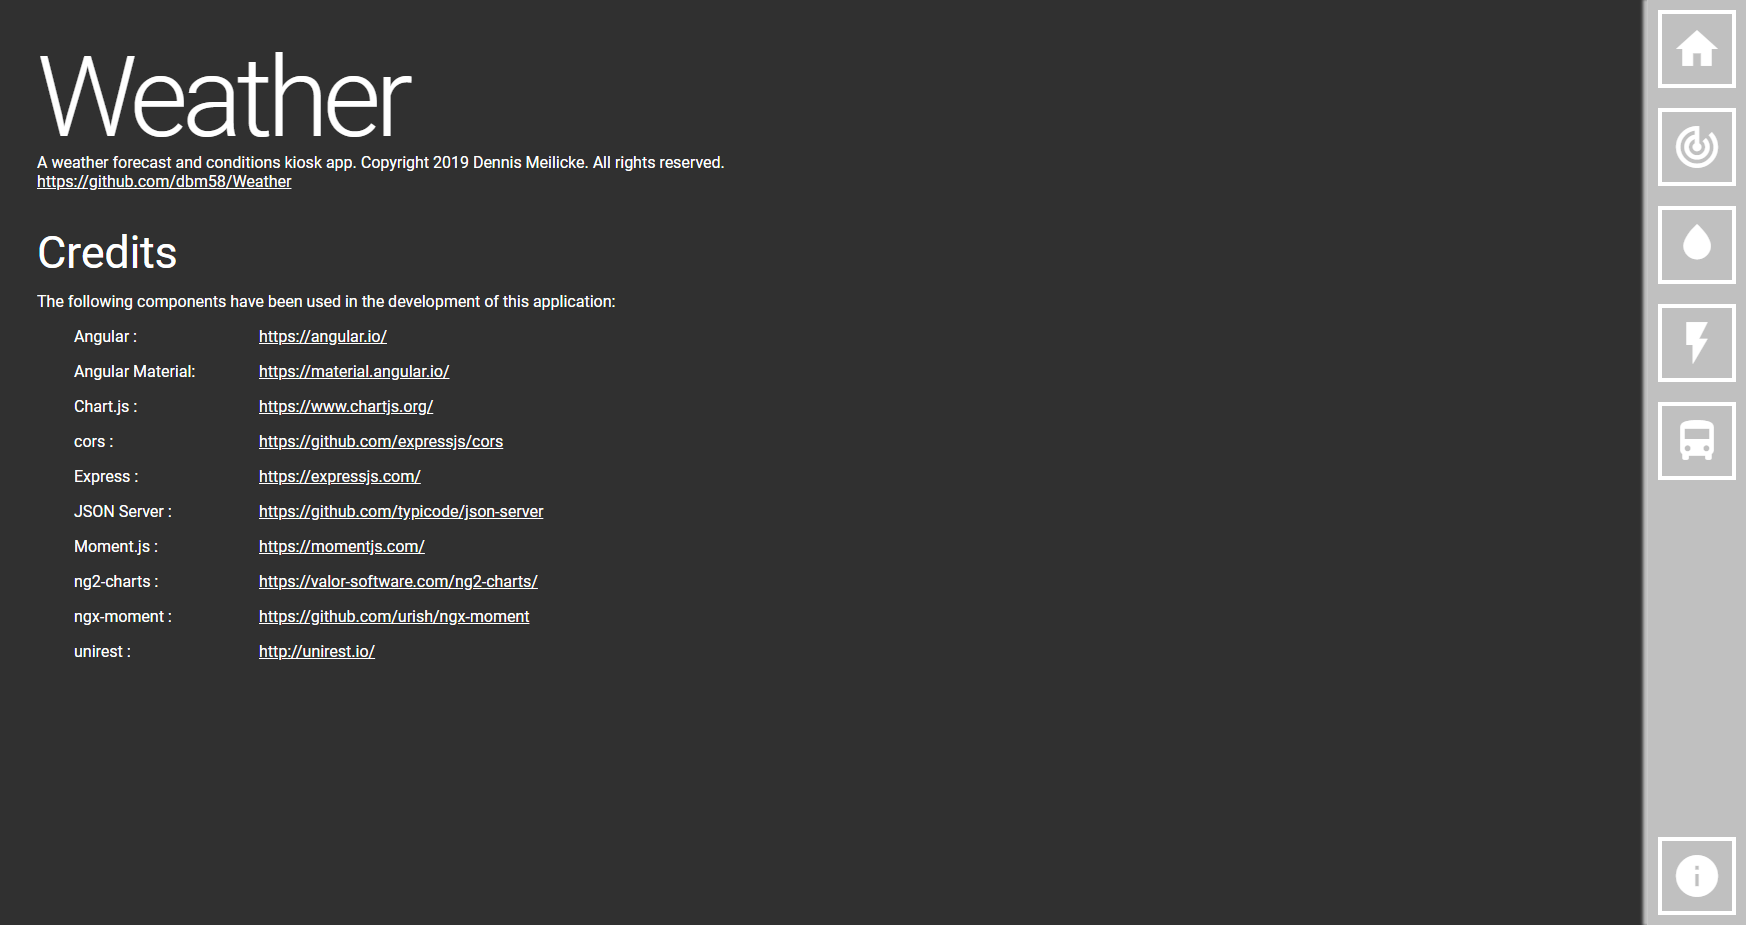 Weather
A weather forecast and conditions kiosk app. Copyright 2019 Dennis Meilicke. All rights reserved.
https://github.com/dbm58/Weather
Credits
The following components have been used in the development of this application:
Angular : https://angular.io/
Angular Material: https://material.angular.io/
Chart.js : https://www.chartjs.org/
cors : https://github.com/expressjs/cors
Express : https://expressjs.com/
JSON Server : https://github.com/typicode/json-server
Moment.js : https://momentjs.com/
ng2-charts : https://valor-software.com/ng2-charts/
ngx-moment : https://github.com/urish/ngx-moment
unirest : http://unirest.io/